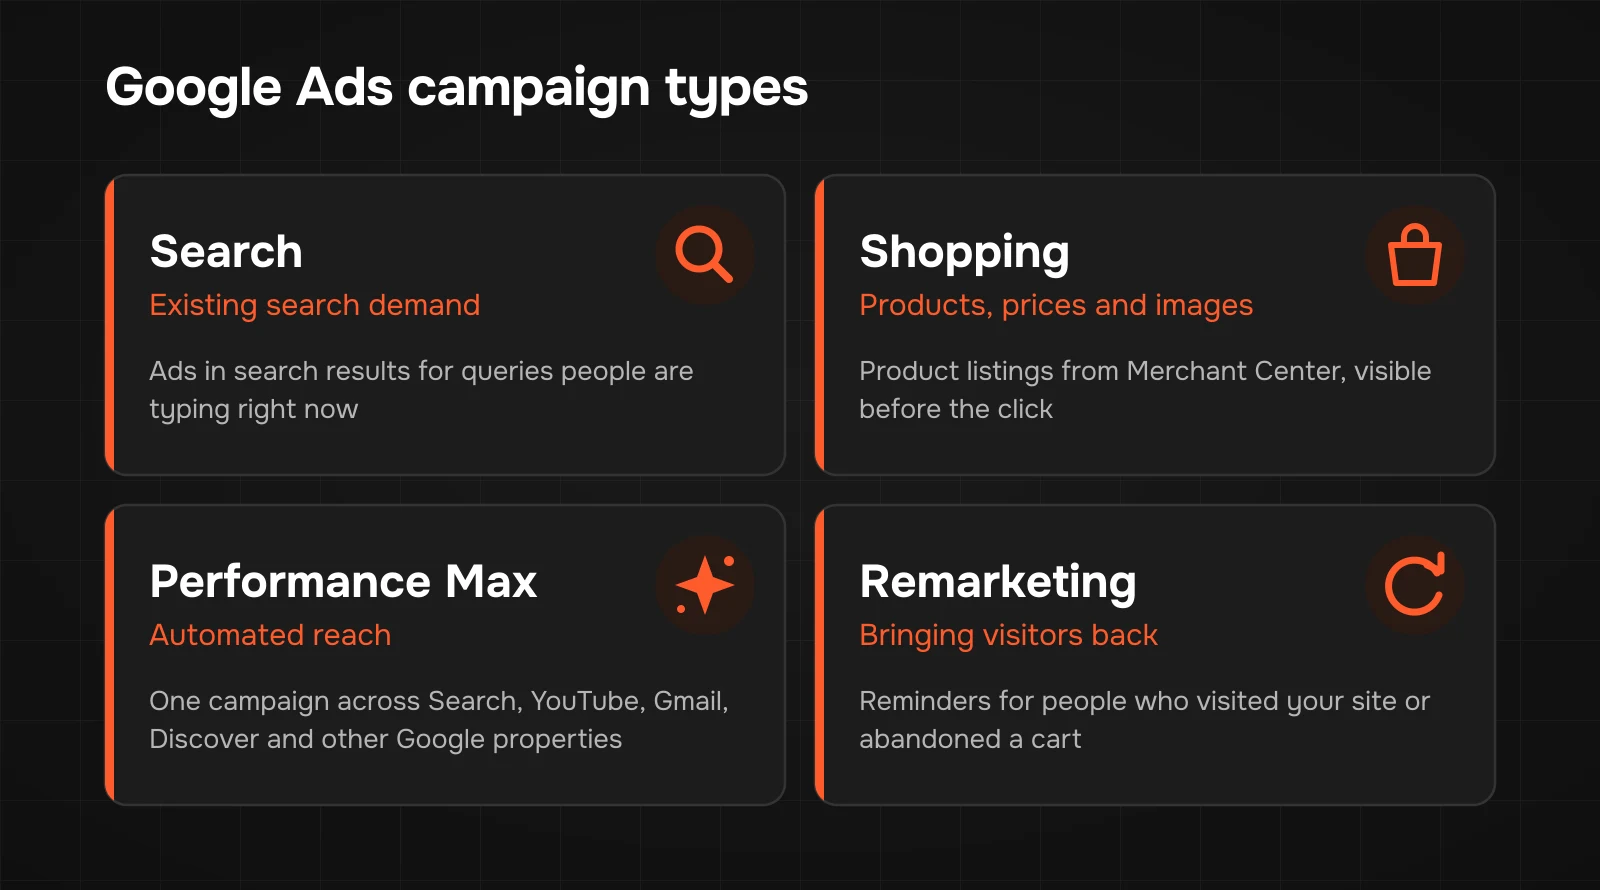 Google Ads campaign types
Search
Existing search demand
Ads in search results for queries people are
typing right now
Shopping
Products, prices and images
Product listings from Merchant Center, visible
before the click
Performance Max
Automated reach
One campaign across Search, YouTube, Gmail,
Discover and other Google properties
Remarketing
Bringing visitors back
Reminders for people who visited your site or
abandoned a cart